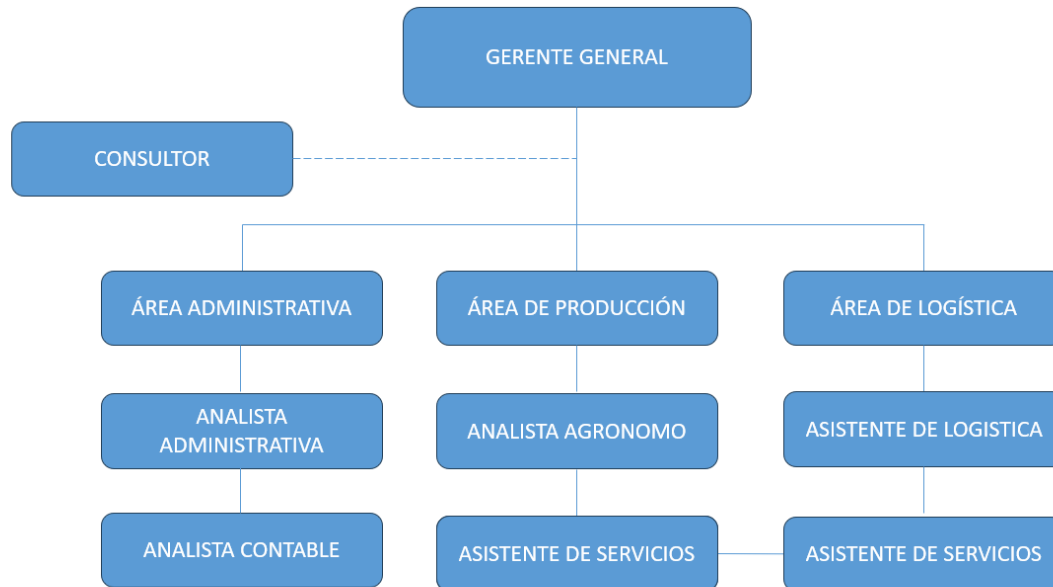 GERENTE GENERAL
CONSULTOR
ÁREA ADMINISTRATIVA
ÁREA DE PRODUCCIÓN
ÁREA DE LOGÍSTICA
ANALISTA
ADMINISTRATIVA
ANALISTA AGRONOMO
ASISTENTE DE LOGISTICA
ANALISTA CONTABLE
ASISTENTE DE SERVICIOS
ASISTENTE DE SERVICIOS